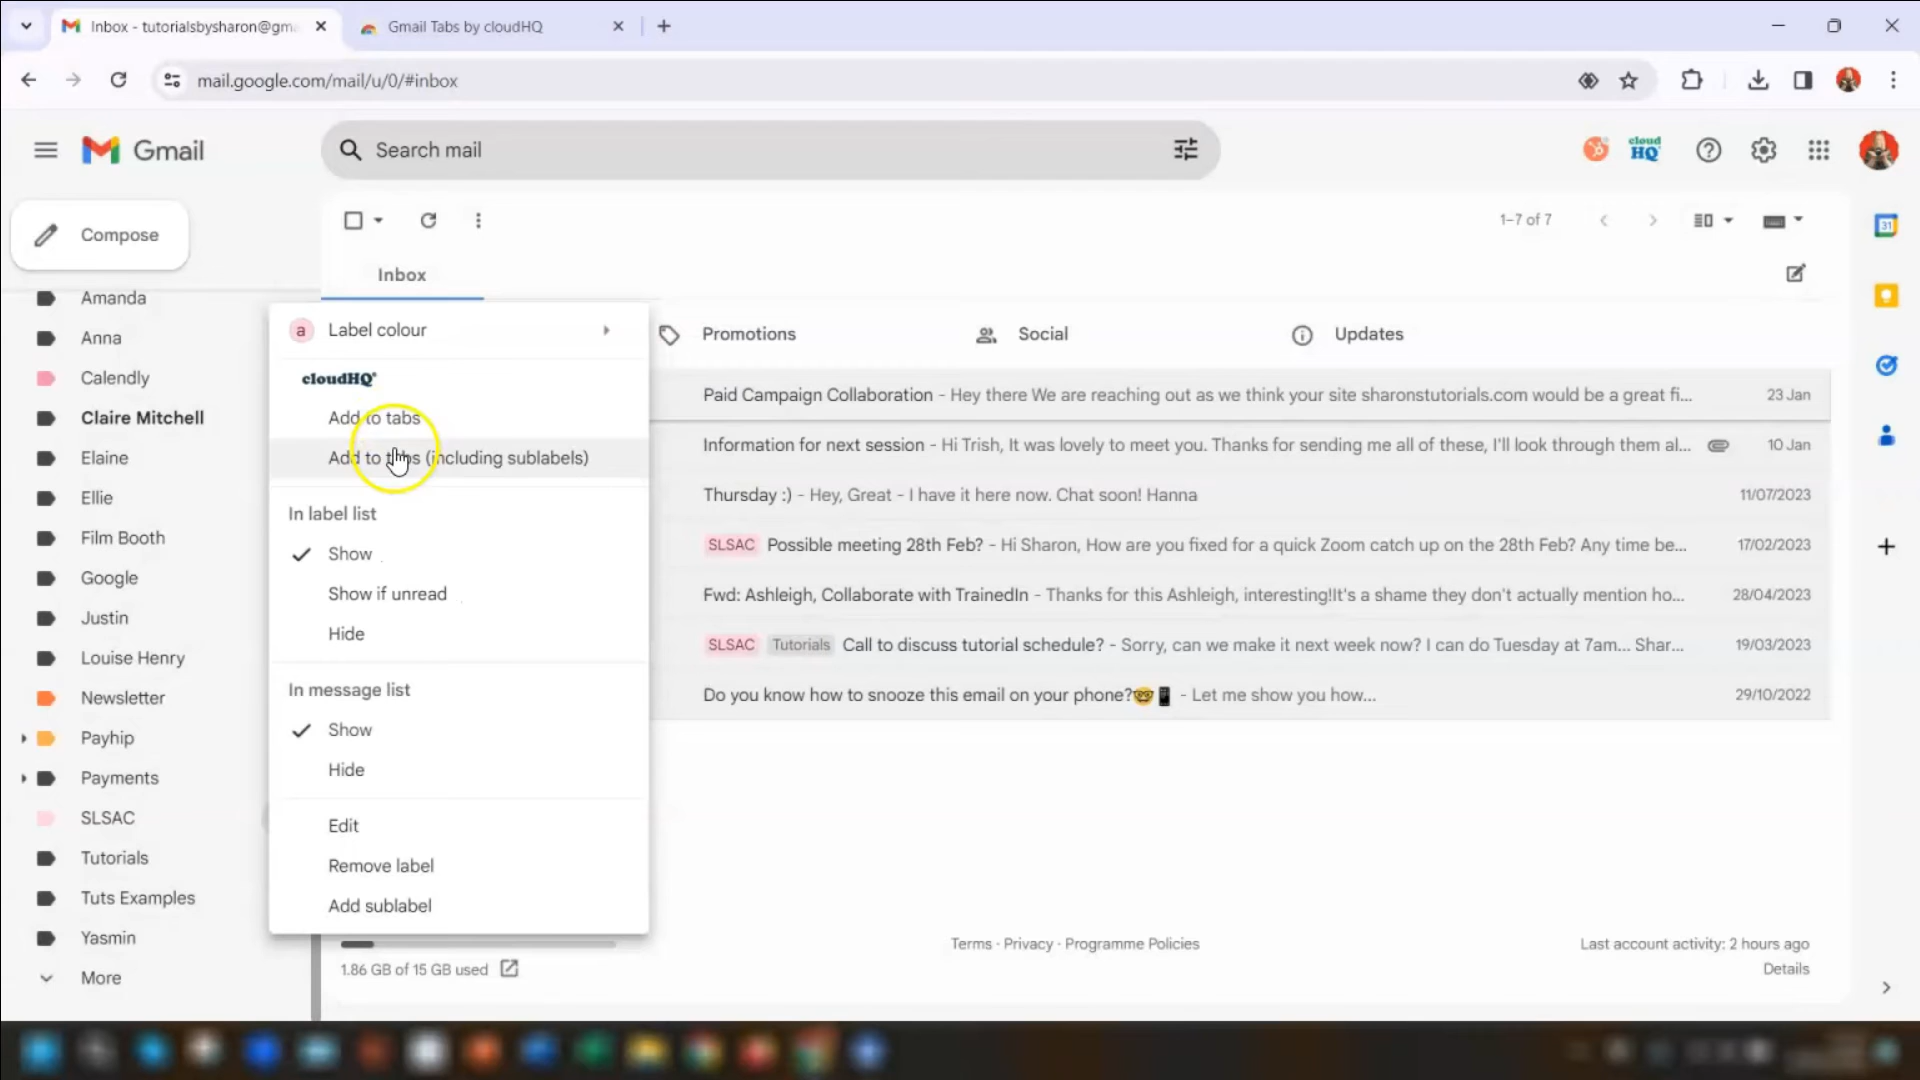 Inbox - tutorialsbysharon@gma
Gmail Tabs by cloudHQ
mail.google.com/mail/u/0/#inbox
Gmail
Search mail
cloud HQ
Compose
1–7 of 7
31
Inbox
Amanda
Anna
Calendly
Claire Mitchell
Elaine
Ellie
Film Booth
Google
Justin
Louise Henry
Newsletter
Payhip
Payments
SLSAC
Tutorials
Tuts Examples
Yasmin
More
a Label colour
cloudHQ
Add to tabs
Add to tabs (including sublabels)
In label list
Show
Show if unread
Hide
In message list
Show
Hide
Edit
Remove label
Add sublabel
Promotions Social Updates
Paid Campaign Collaboration - Hey there We are reaching out as we think your site sharonstutorials.com would be a great fi... 23 Jan
Information for next session - Hi Trish, It was lovely to meet you. Thanks for sending me all of these, I'll look through them al... 10 Jan
Thursday :) - Hey, Great - I have it here now. Chat soon! Hanna 11/07/2023
SLSAC Possible meeting 28th Feb? - Hi Sharon, How are you fixed for a quick Zoom catch up on the 28th Feb? Any time be... 17/02/2023
Fwd: Ashleigh, Collaborate with TrainedIn - Thanks for this Ashleigh, interesting!It's a shame they don't actually mention ho... 28/04/2023
SLSAC Tutorials Call to discuss tutorial schedule? - Sorry, can we make it next week now? I can do Tuesday at 7am... Shar... 19/03/2023
Do you know how to snooze this email on your phone?🤓📱 - Let me show you how... 29/10/2022
1.86 GB of 15 GB used
Terms · Privacy · Programme Policies
Last account activity: 2 hours ago
Details